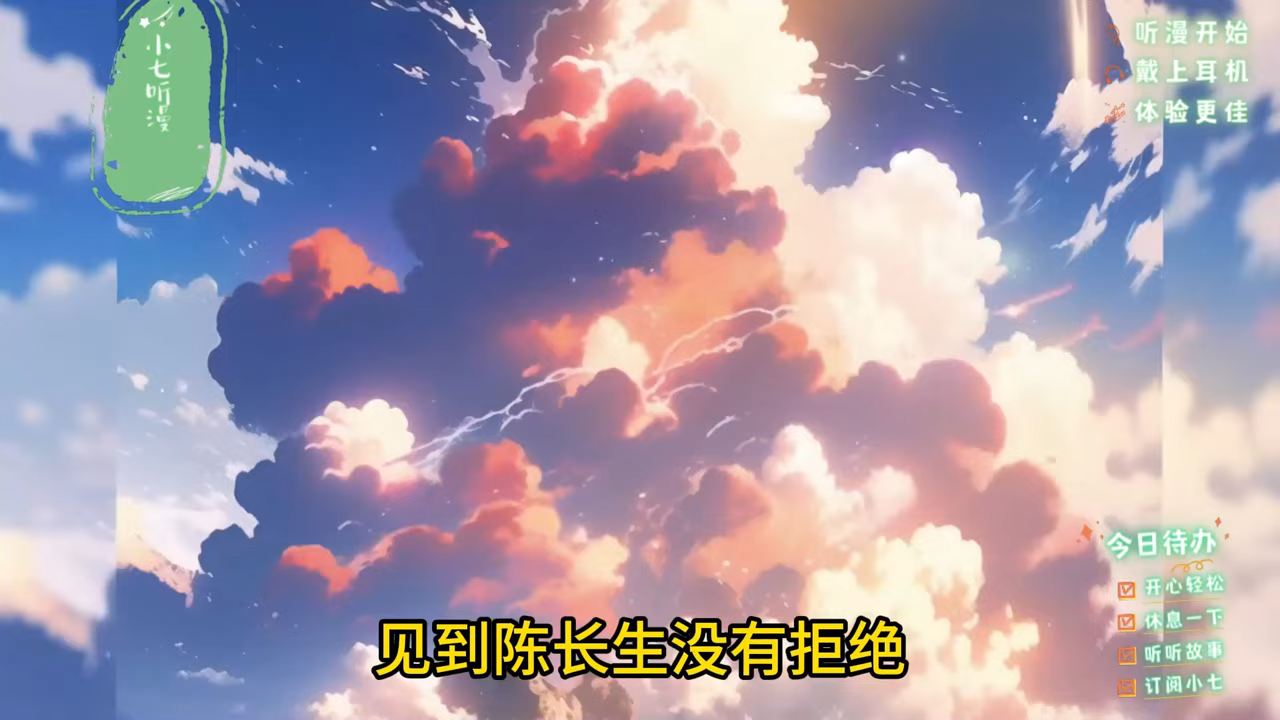 小七听漫
听漫开始
戴上耳机
体验更佳
今日待办
开心轻松
休息一下
听听故事
订阅小七
见到陈长生没有拒绝